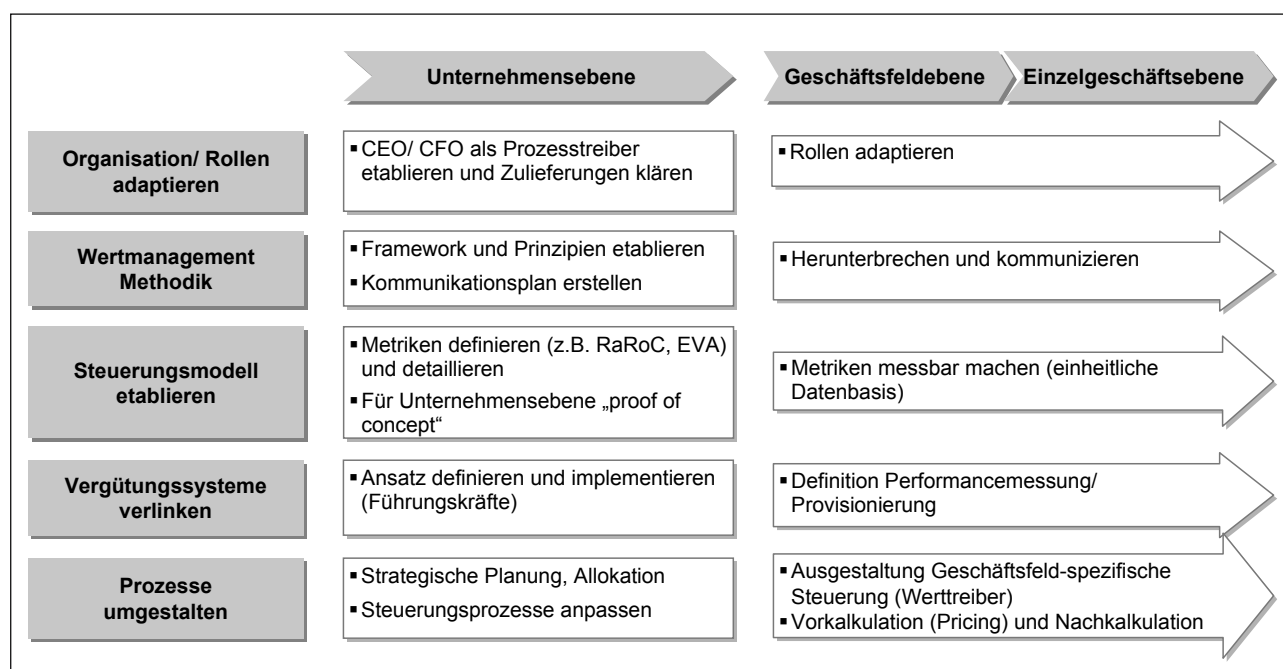 Unternehmensebene
Geschäftsfeldebene
Einzelgeschäftsebene
Organisation/ Rollen
adaptieren
▪ CEO/ CFO als Prozesstreiber
etablieren und Zulieferungen klären
▪ Rollen adaptieren
Wertmanagement
Methodik
▪ Framework und Prinzipien etablieren
▪ Kommunikationsplan erstellen
▪ Herunterbrechen und kommunizieren
Steuerungsmodell
etablieren
▪ Metriken definieren (z.B. RaRoC, EVA)
und detaillieren
▪ Für Unternehmensebene „proof of
concept“
▪ Metriken messbar machen (einheitliche
Datenbasis)
Vergütungssysteme
verlinken
▪ Ansatz definieren und implementieren
(Führungskräfte)
▪ Definition Performancemessung/
Provisionierung
Prozesse
umgestalten
▪ Strategische Planung, Allokation
▪ Steuerungsprozesse anpassen
▪ Ausgestaltung Geschäftsfeld-spezifische
Steuerung (Werttreiber)
▪ Vorkalkulation (Pricing) und Nachkalkulation